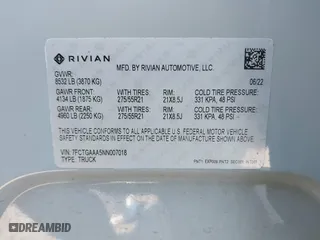 RIVIAN
MFD. BY RIVIAN AUTOMOTIVE, LLC.
GVWR:
8532 LB (3870 KG)
06/22
GAWR FRONT: WITH TIRES: RIM: COLD TIRE PRESSURE:
4134 LB (1875 KG) 275/55R21 21X8.5J 331 KPA, 48 PSI
GAWR REAR: WITH TIRES: RIM: COLD TIRE PRESSURE:
4960 LB (2250 KG) 275/55R21 21X8.5J 331 KPA, 48 PSI
THIS VEHICLE CONFORMS TO ALL APPLICABLE U.S. FEDERAL MOTOR VEHICLE
SAFETY STANDARDS IN EFFECT ON THE DATE OF MANUFACTURE SHOWN ABOVE.
VIN: 7FCTGAAA5NN007018
TYPE: TRUCK
DREAMBID
dreambid.com